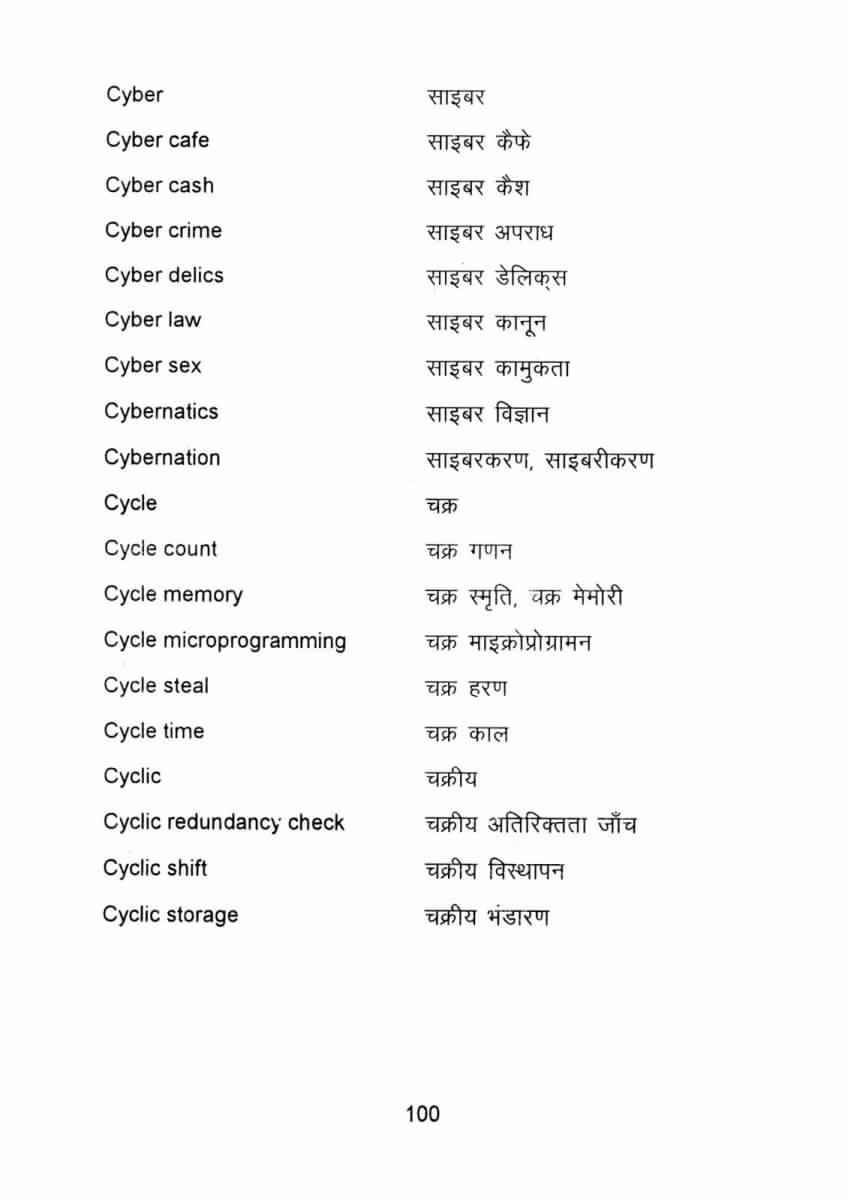 Cyber साइबर
Cyber cafe साइबर कैफे
Cyber cash साइबर कैश
Cyber crime साइबर अपराध
Cyber delics साइबर डेलिक्स
Cyber law साइबर कानून
Cyber sex साइबर कामुकता
Cybernatics साइबर विज्ञान
Cybernation साइबरकरण, साइबरीकरण
Cycle चक्र
Cycle count चक्र गणन
Cycle memory चक्र स्मृति, चक्र मेमोरी
Cycle microprogramming चक्र माइक्रोप्रोग्रामन
Cycle steal चक्र हरण
Cycle time चक्र काल
Cyclic चक्रीय
Cyclic redundancy check चक्रीय अतिरिक्तता जाँच
Cyclic shift चक्रीय विस्थापन
Cyclic storage चक्रीय भंडारण
100